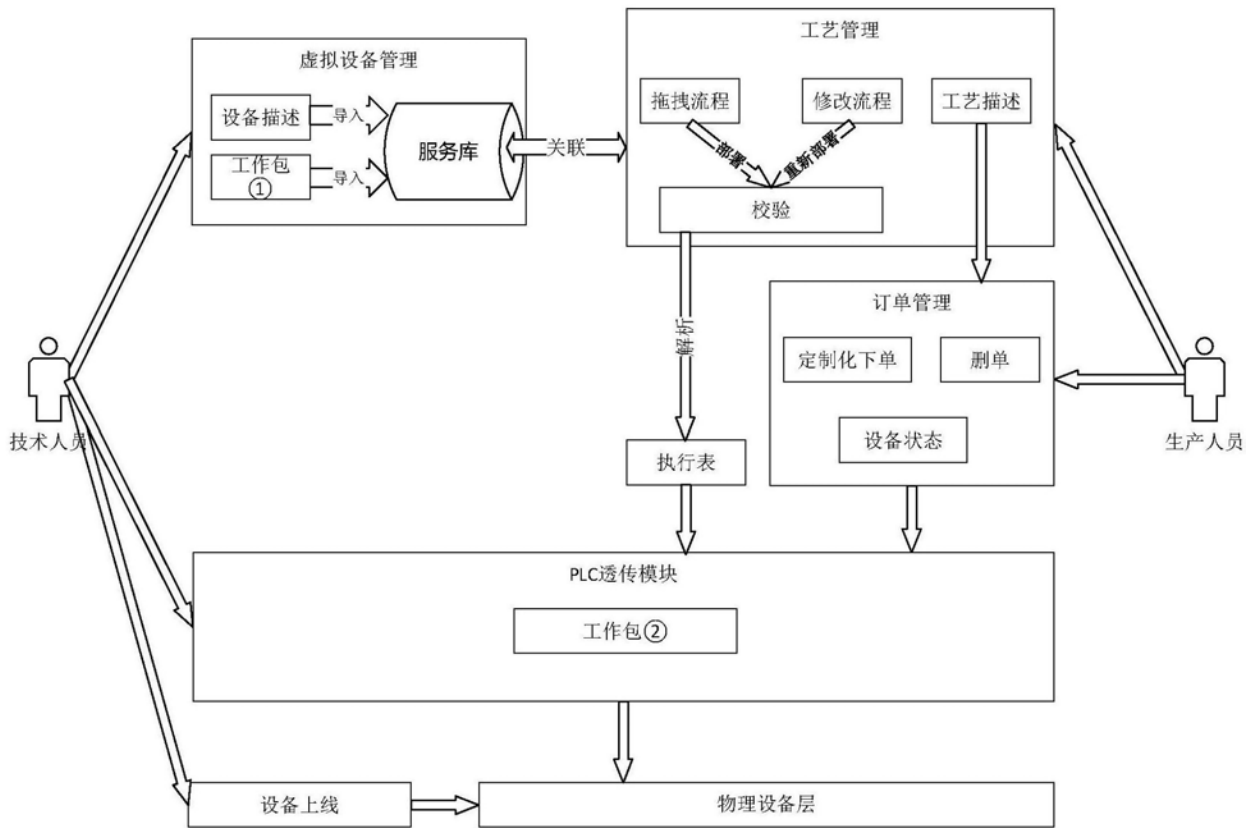 虚拟设备管理
设备描述
导入
工作包
①
导入
服务库
关联
工艺管理
拖拽流程
修改流程
工艺描述
部署
重新部署
校验
解析
执行表
订单管理
定制化下单
删单
设备状态
技术人员
生产人员
PLC透传模块
工作包②
设备上线
物理设备层